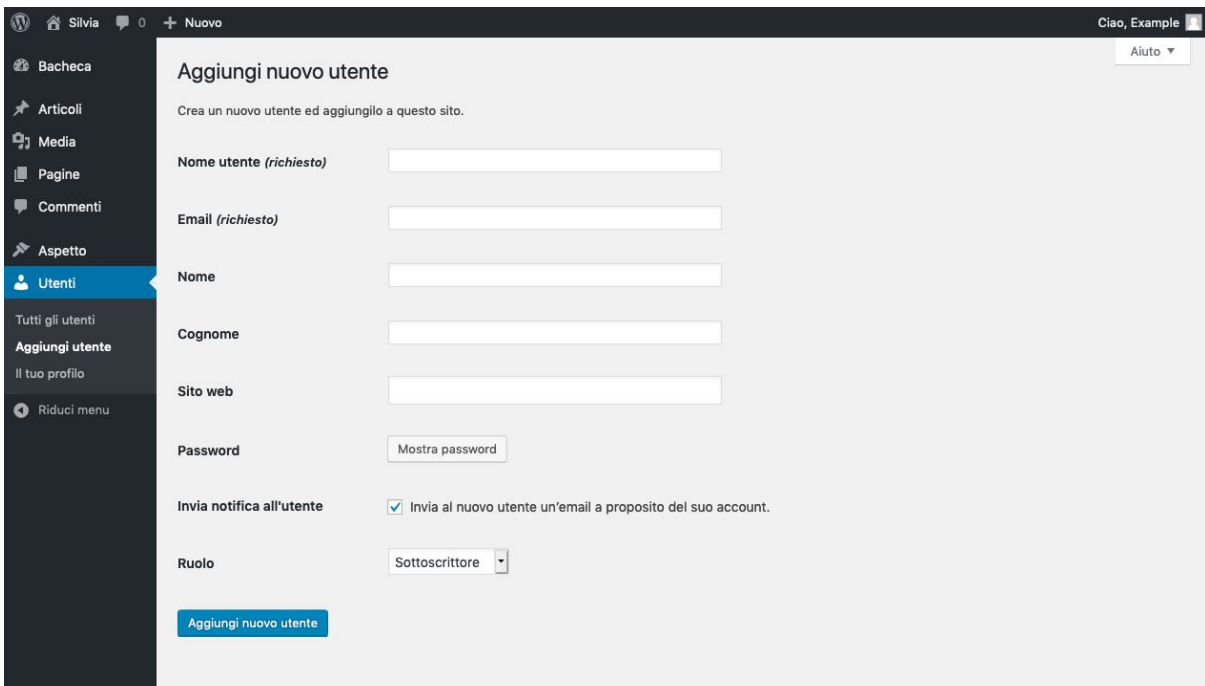 Silvia 0 Nuovo Ciao, Example
Aiuto
Bacheca
Articoli
Media
Pagine
Commenti
Aspetto
Utenti
Tutti gli utenti
Aggiungi utente
Il tuo profilo
Riduci menu
Aggiungi nuovo utente
Crea un nuovo utente ed aggiungilo a questo sito.
Nome utente (richiesto)
Email (richiesto)
Nome
Cognome
Sito web
Password Mostra password
Invia notifica all'utente Invia al nuovo utente un'email a proposito del suo account.
Ruolo Sottoscrittore
Aggiungi nuovo utente